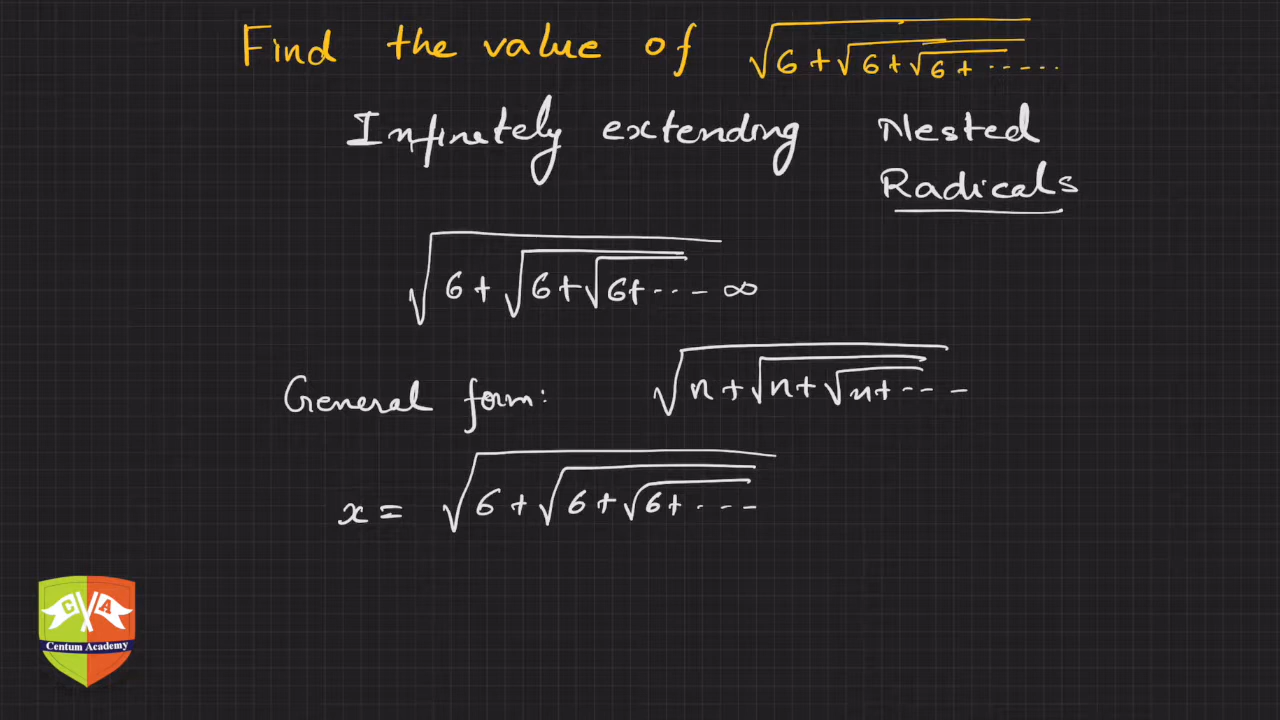 Find the value of √6+√6+√6+......
Infinetely extending Nested
Radicals
√6+√6+√6+...-∞
General form: √n+√n+√n+----
x = √6+√6+√6+----
C A
Centum Academy